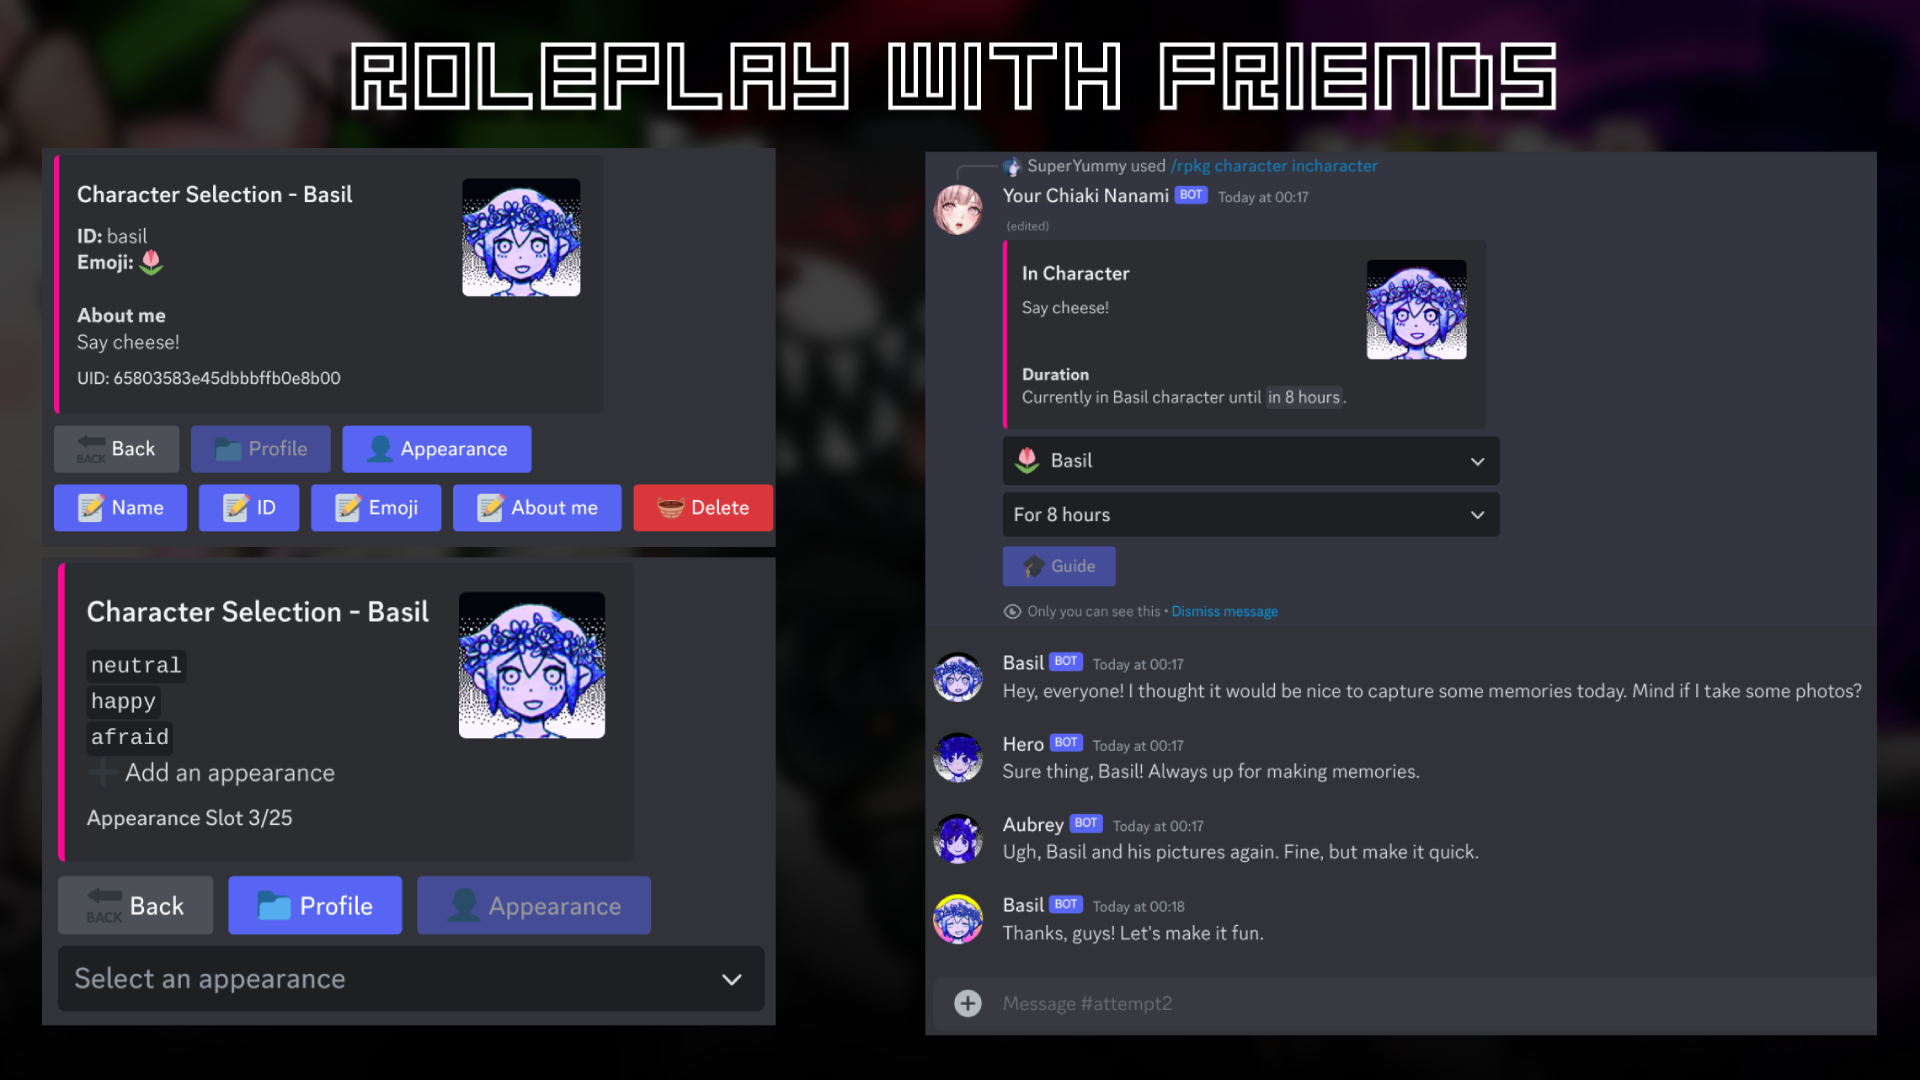 ROLEPLAY WITH FRIENDS
Character Selection - Basil
ID: basil
Emoji:
About me
Say cheese!
UID: 65803583e45dbbbffb0e8b00
BACK Back
Profile
Appearance
Name
ID
Emoji
About me
Delete
Character Selection - Basil
neutral
happy
afraid
Add an appearance
Appearance Slot 3/25
BACK Back
Profile
Appearance
Select an appearance
SuperYummy used /rpkg character incharacter
Your Chiaki Nanami BOT Today at 00:17
(edited)
In Character
Say cheese!
Duration
Currently in Basil character until in 8 hours.
Basil
For 8 hours
Guide
Only you can see this • Dismiss message
Basil BOT Today at 00:17
Hey, everyone! I thought it would be nice to capture some memories today. Mind if I take some photos?
Hero BOT Today at 00:17
Sure thing, Basil! Always up for making memories.
Aubrey BOT Today at 00:17
Ugh, Basil and his pictures again. Fine, but make it quick.
Basil BOT Today at 00:18
Thanks, guys! Let's make it fun.
Message #attempt2